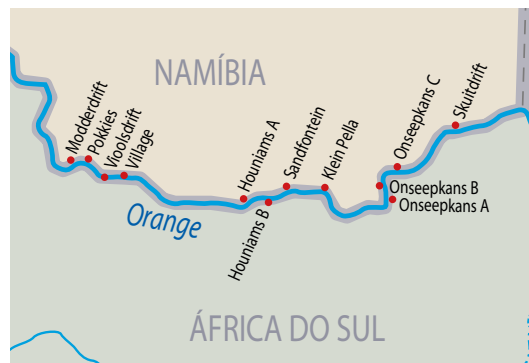 NAMÍBIA
Modderdrift
Pokkies
Vioolsdrift
Village
Houniams A
Houniams B
Sandfontein
Klein Pella
Onseepkans C
Skuitdrift
Onseepkans B
Onseepkans A
Orange
ÁFRICA DO SUL